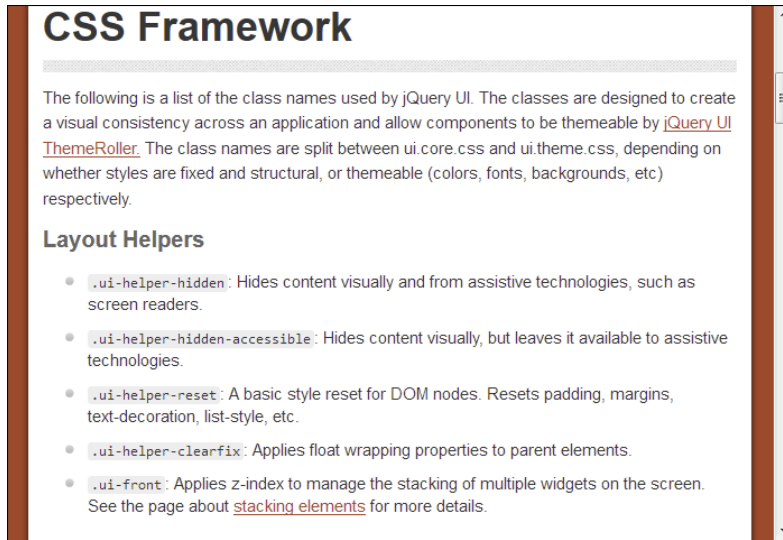 CSS Framework
The following is a list of the class names used by jQuery UI. The classes are designed to create
a visual consistency across an application and allow components to be themeable by jQuery UI
ThemeRoller. The class names are split between ui.core.css and ui.theme.css, depending on
whether styles are fixed and structural, or themeable (colors, fonts, backgrounds, etc)
respectively.
Layout Helpers
.ui-helper-hidden: Hides content visually and from assistive technologies, such as
screen readers.
.ui-helper-hidden-accessible: Hides content visually, but leaves it available to assistive
technologies.
.ui-helper-reset: A basic style reset for DOM nodes. Resets padding, margins,
text-decoration, list-style, etc.
.ui-helper-clearfix: Applies float wrapping properties to parent elements.
.ui-front: Applies z-index to manage the stacking of multiple widgets on the screen.
See the page about stacking elements for more details.